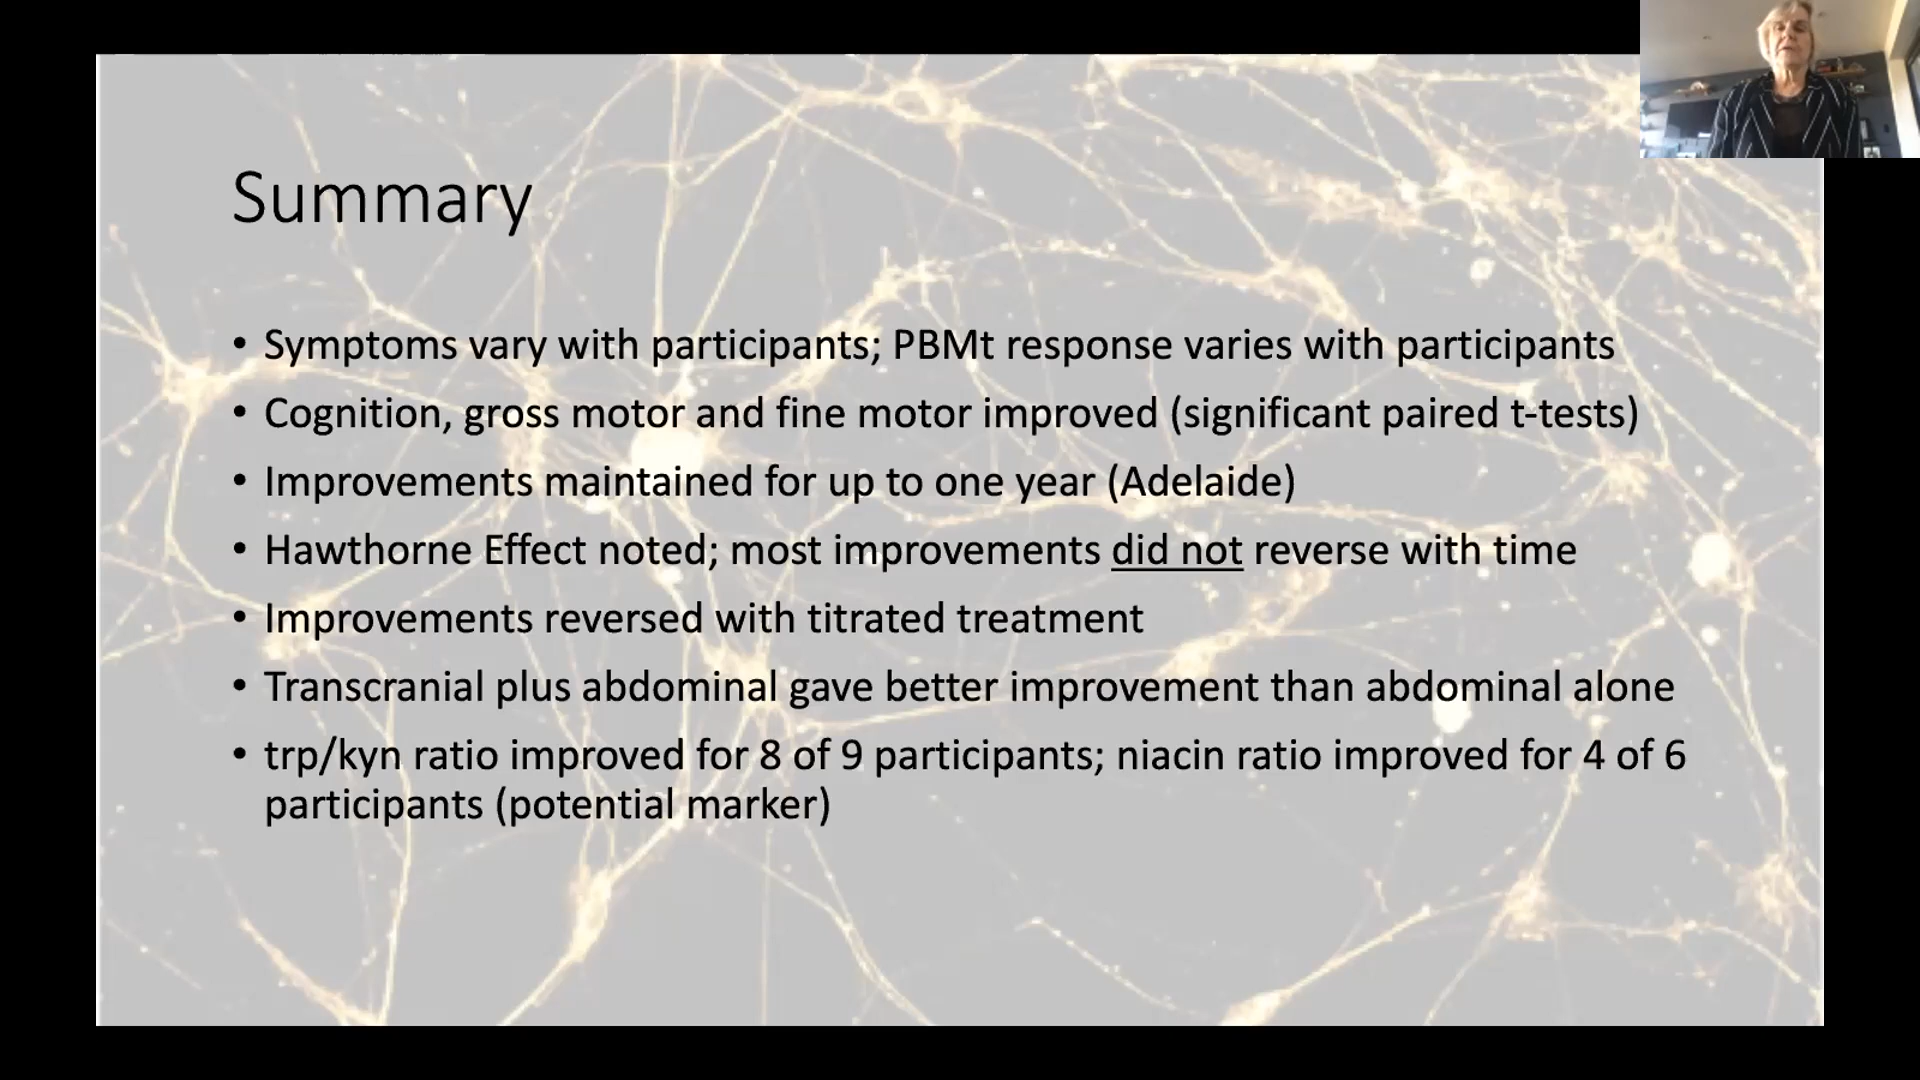 Summary
• Symptoms vary with participants; PBMt response varies with participants
• Cognition, gross motor and fine motor improved (significant paired t-tests)
• Improvements maintained for up to one year (Adelaide)
• Hawthorne Effect noted; most improvements did not reverse with time
• Improvements reversed with titrated treatment
• Transcranial plus abdominal gave better improvement than abdominal alone
• trp/kyn ratio improved for 8 of 9 participants; niacin ratio improved for 4 of 6
participants (potential marker)